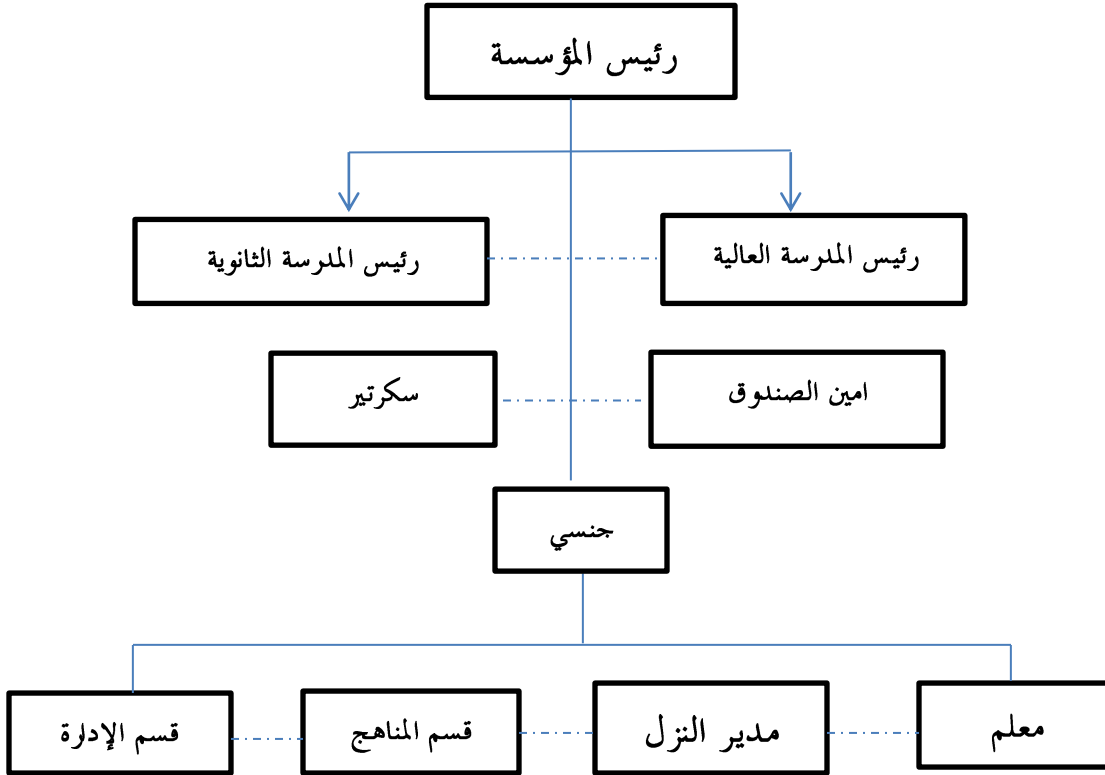 رئيس المؤسسة
رئيس المدرسة العالية
رئيس المدرسة الثانوية
امين الصندوق
سكرتير
جنسي
معلم
مدير النزل
قسم المناهج
قسم الإدارة